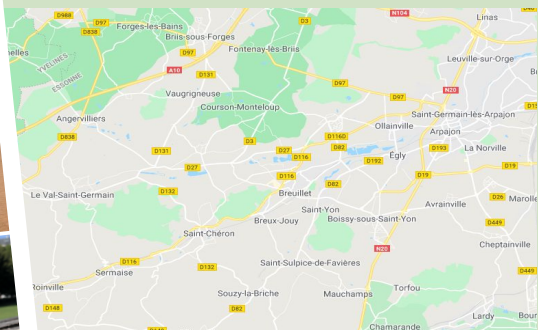 D988
D97
D838
Forges-les-Bains
Briis-sous-Forges
D3
N104
Linas
D97
Fontenay-lès-Briis
Leuville-sur-Orge
YVELINES
ESSONNE
A10
D131
D97
N20
Vaugrigneuse
D97
Courson-Monteloup
Saint-Germain-lès-Arpajon
Angervilliers
Ollainville
Arpajon
D838
D3
D116D
D131
D27
D82
D193
La Norville
D116
D192
Égly
D27
D19
D116
D19
D132
D82
Le Val-Saint-Germain
Breuillet
Avrainville
D26
Marolle
Saint-Yon
Breux-Jouy
Boissy-sous-Saint-Yon
D449
Saint-Chéron
N20
Cheptainville
D116
D132
Saint-Sulpice-de-Favières
Sermaise
D449
Roinville
Souzy-la-Briche
Mauchamps
Torfou
D148
D82
Lardy
Bour
Chamarande